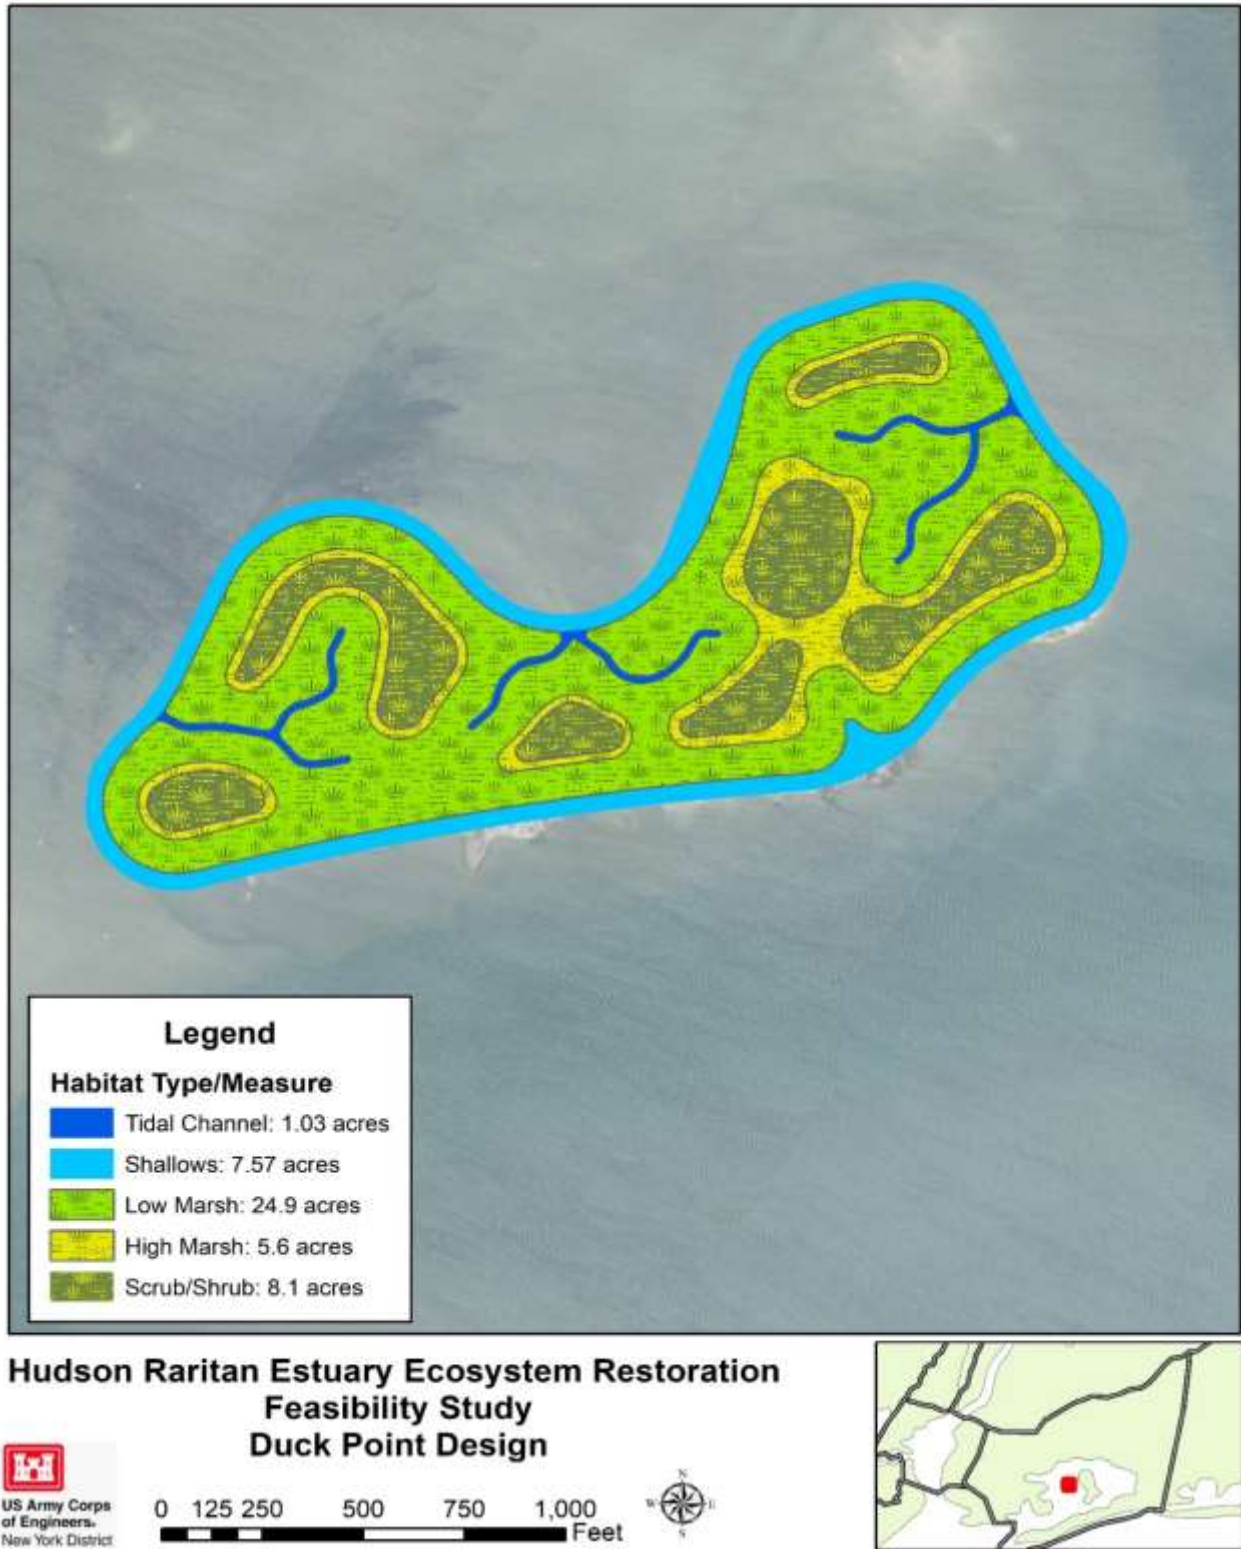 Legend
Habitat Type/Measure
Tidal Channel: 1.03 acres
Shallows: 7.57 acres
Low Marsh: 24.9 acres
High Marsh: 5.6 acres
Scrub/Shrub: 8.1 acres
Hudson Raritan Estuary Ecosystem Restoration
Feasibility Study
Duck Point Design
US Army Corps
of Engineers®
New York District
0 125 250 500 750 1,000
Feet
N
W E
S